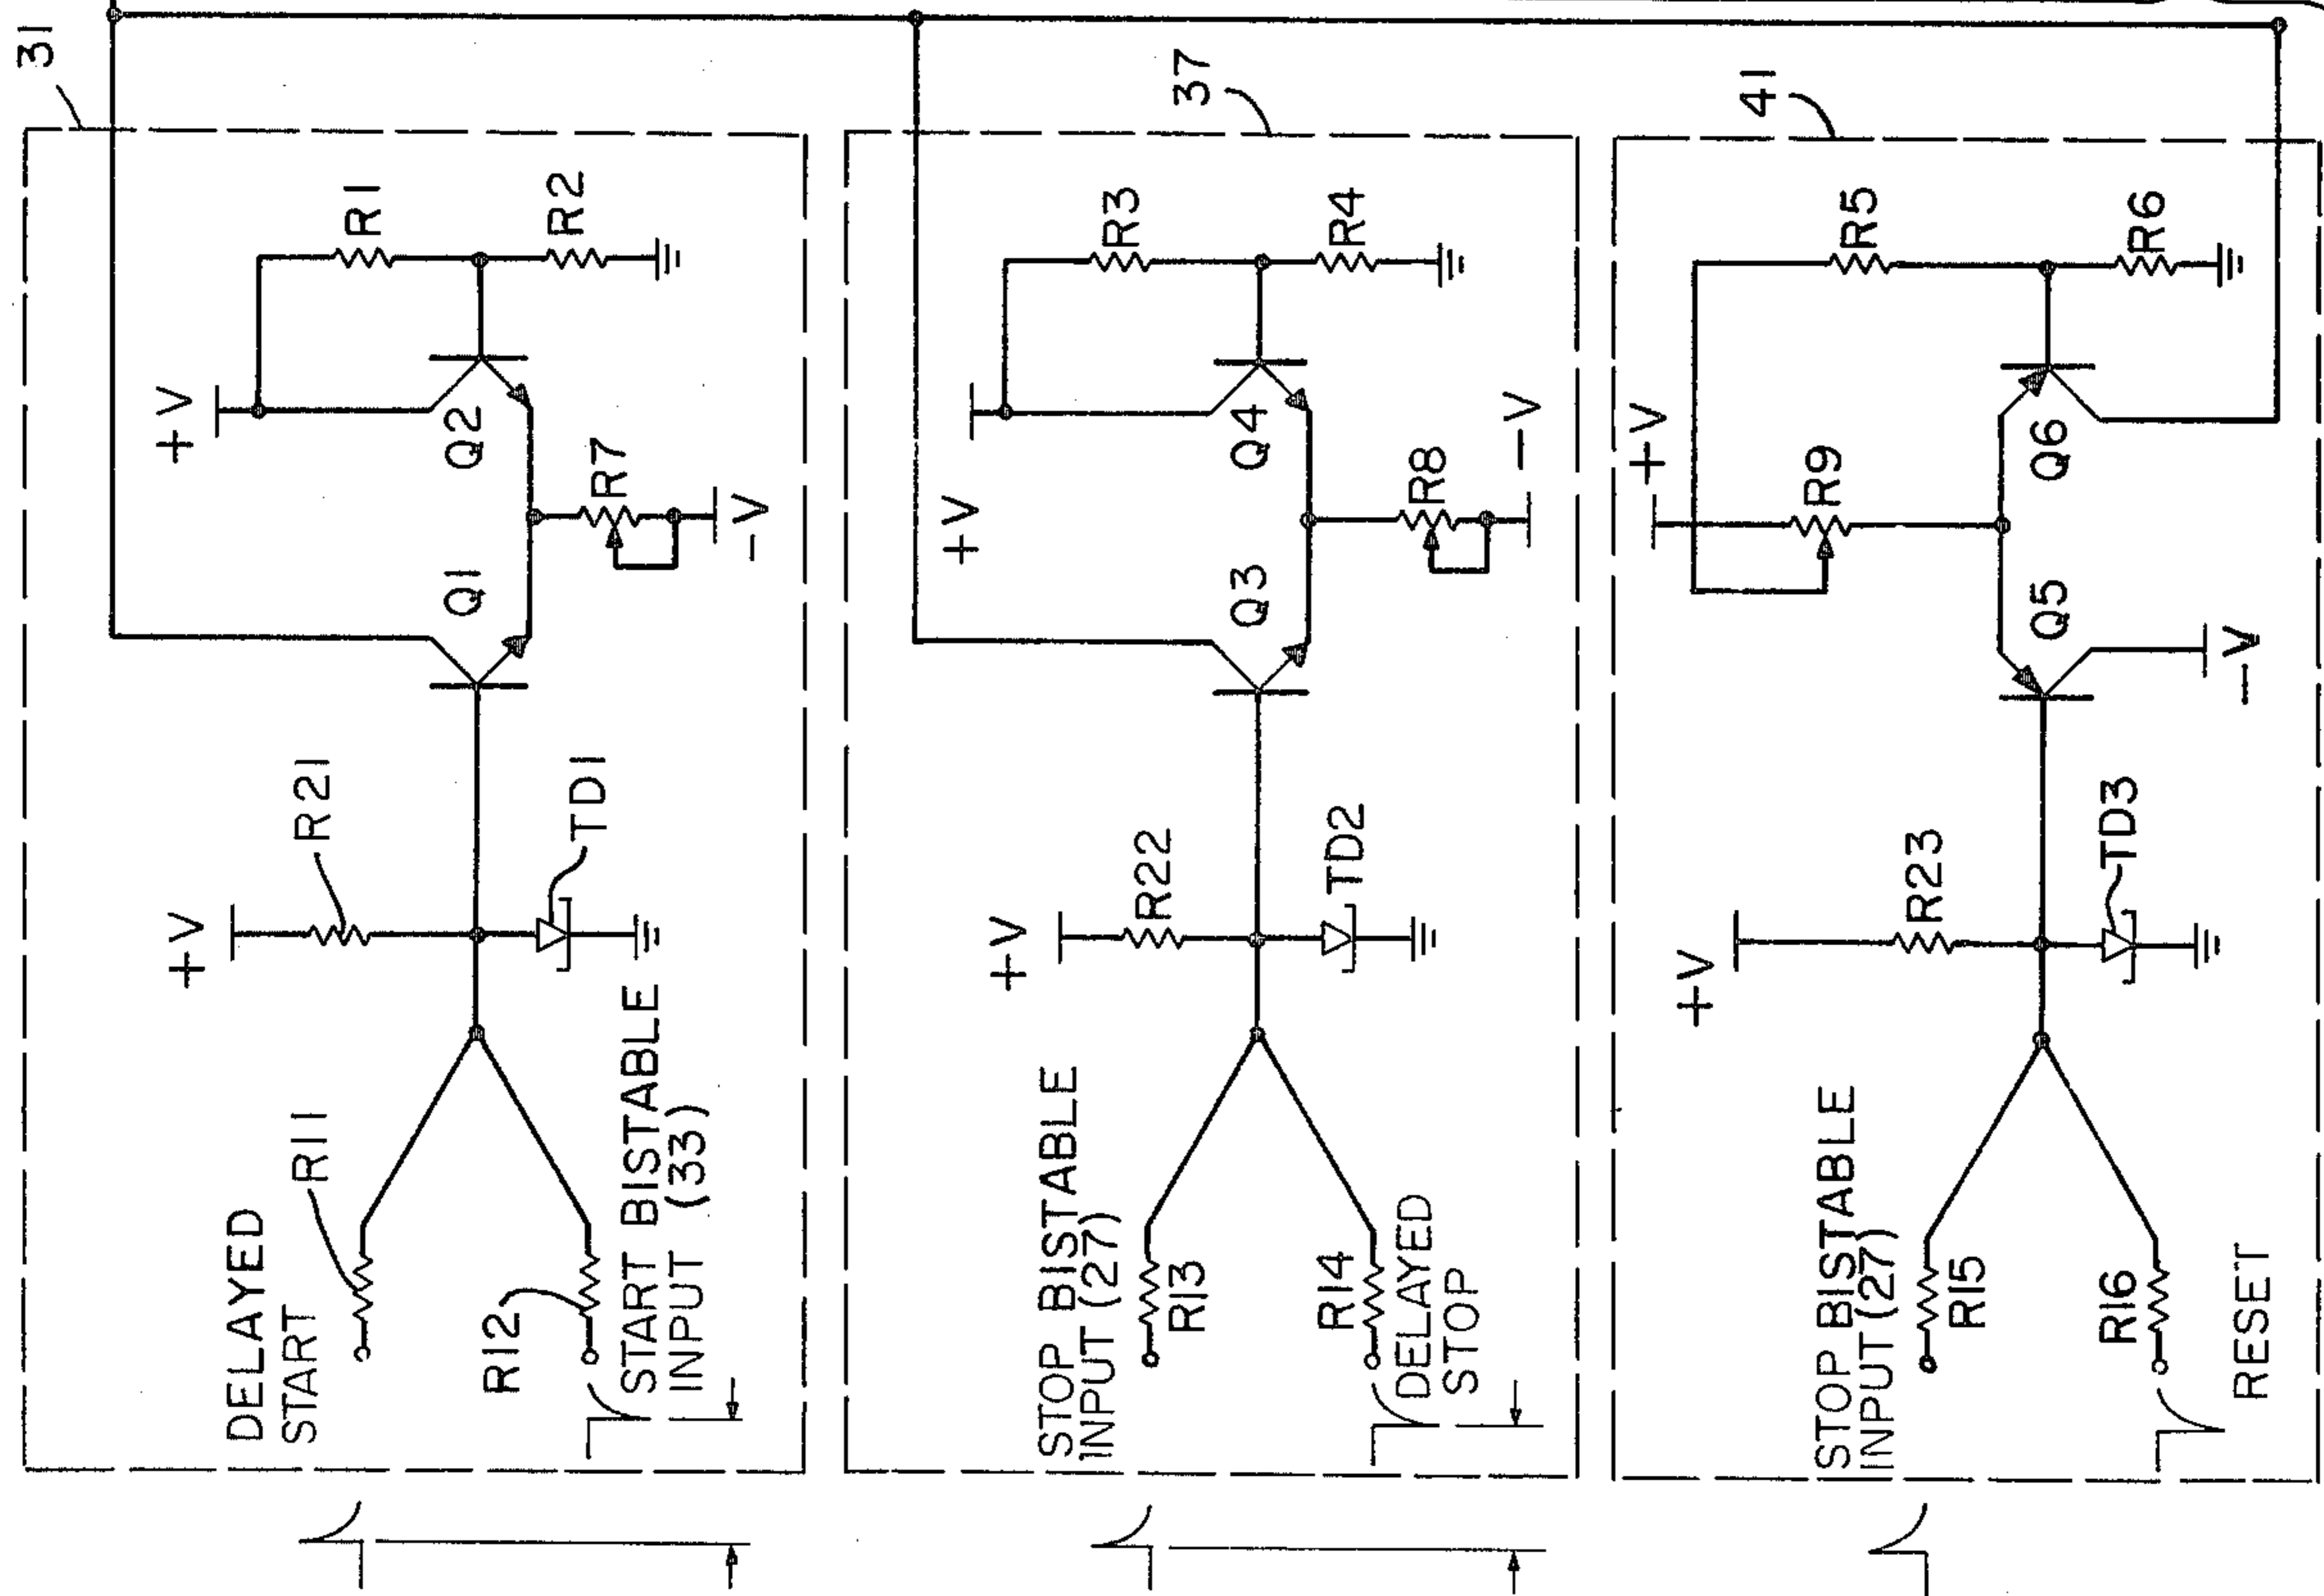 31
+V
R1
R2
Q2
Q1
R7
-V
+V
R21
TD1
R11
DELAYED
START
R12
START BISTABLE
INPUT (33)
37
+V
R3
R4
Q4
Q3
R8
-V
+V
R22
TD2
STOP BISTABLE
INPUT (27)
R13
R14
DELAYED
STOP
41
+V
R5
R6
R9
Q6
Q5
-V
+V
R23
TD3
STOP BISTABLE
INPUT (27)
R15
R16
RESET